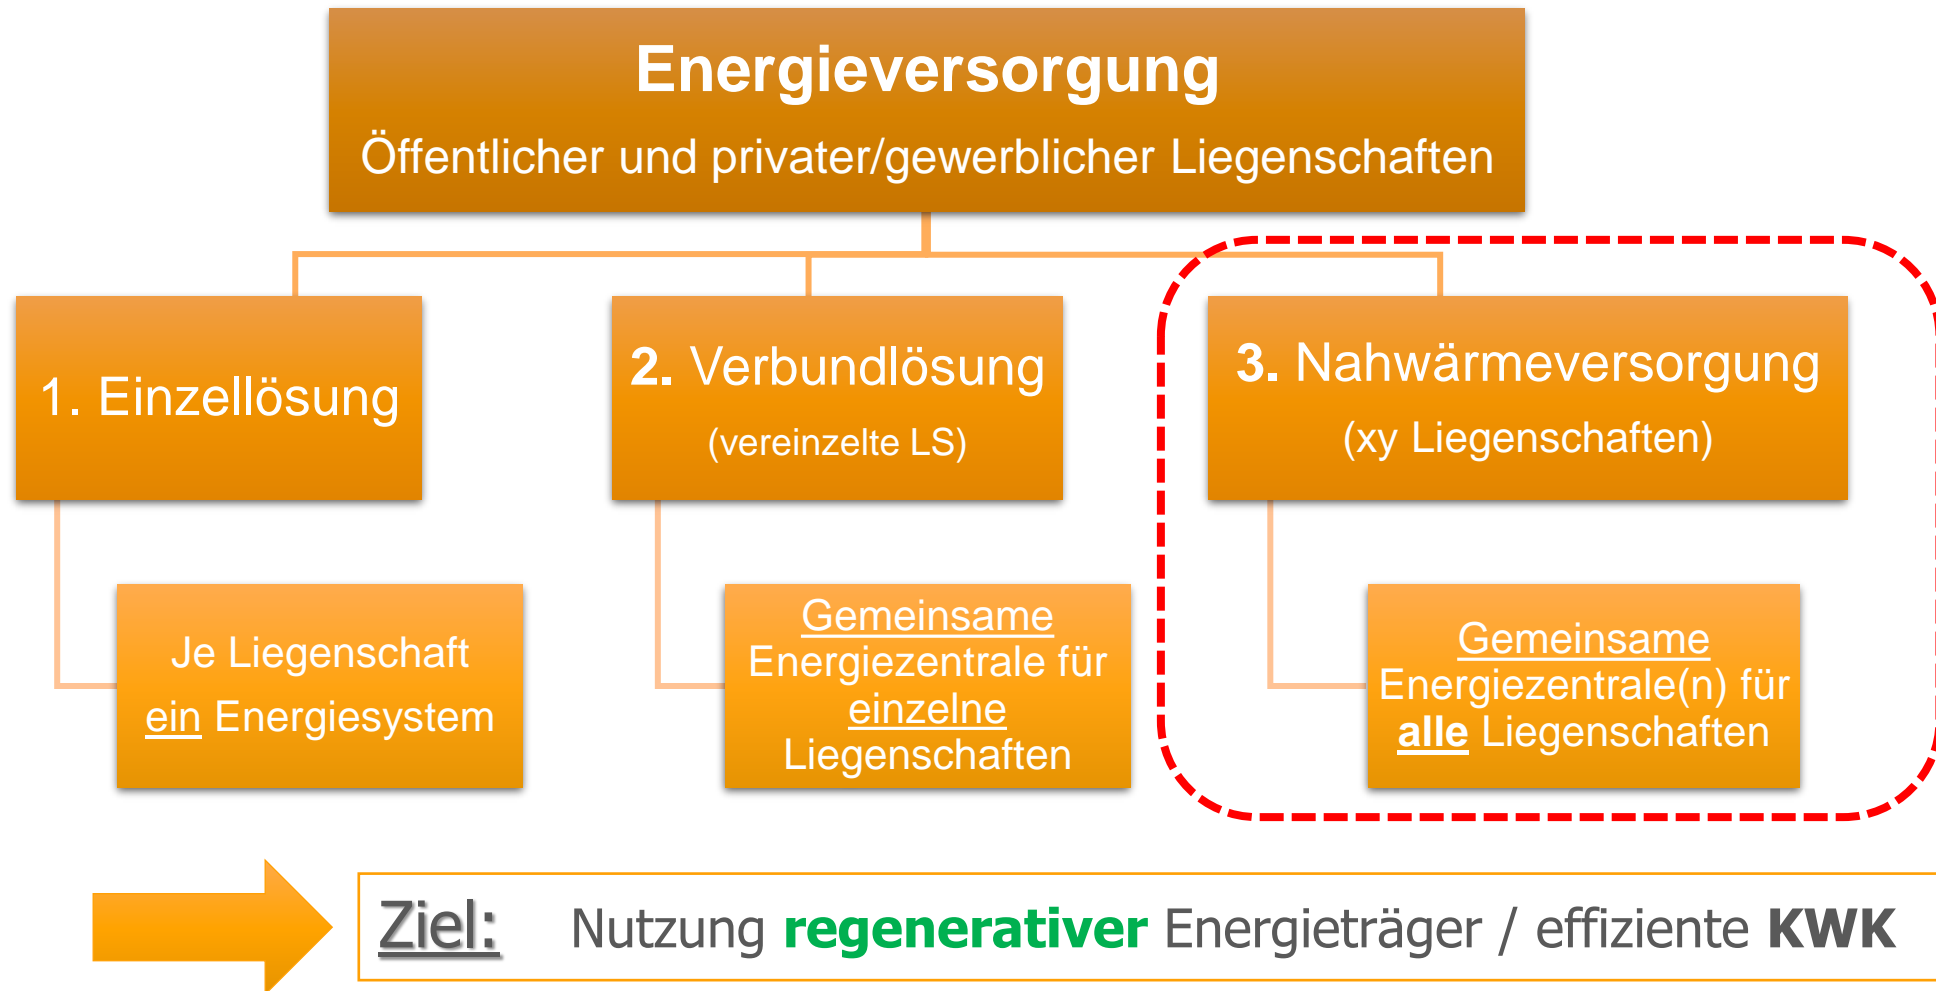 Energieversorgung
Öffentlicher und privater/gewerblicher Liegenschaften
1. Einzellösung
2. Verbundlösung
(vereinzelte LS)
3. Nahwärmeversorgung
(xy Liegenschaften)
Je Liegenschaft
ein Energiesystem
Gemeinsame
Energiezentrale für
einzelne
Liegenschaften
Gemeinsame
Energiezentrale(n) für
alle Liegenschaften
Ziel: Nutzung regenerativer Energieträger / effiziente KWK